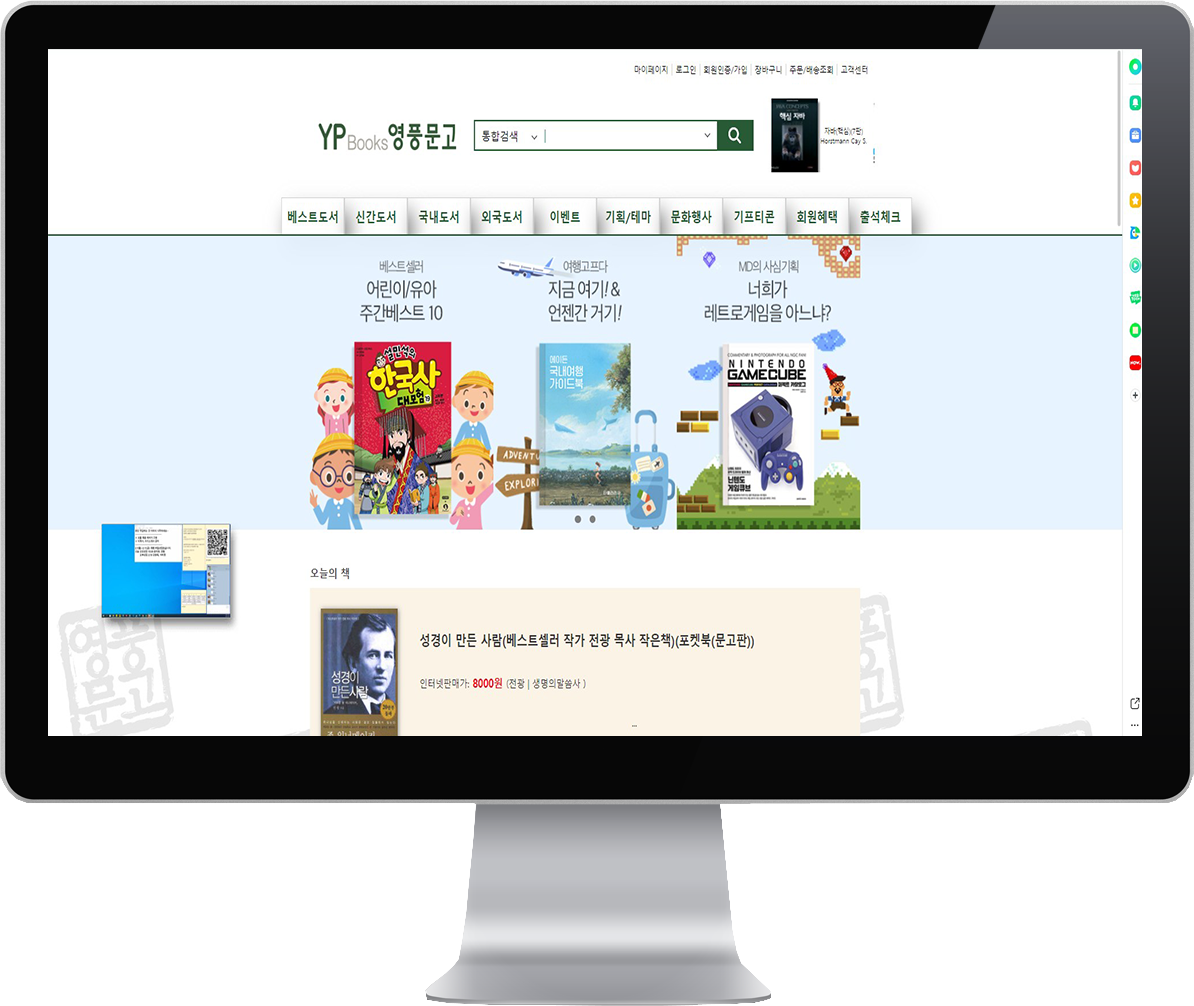 마이페이지 | 로그인 | 회원인증/가입 | 장바구니 | 주문/배송조회 | 고객센터
YP Books 영풍문고
통합검색
핵심 자바
자바(핵심)(7판)
Horstmann Cay S.
베스트도서 신간도서 국내도서 외국도서 이벤트 기획/테마 문화행사 기프티콘 회원혜택 출석체크
베스트셀러
어린이/유아
주간베스트 10
설민석의
한국사
대모험 19
여행고프다
지금 여기! &
언젠간 거기!
에이든
국내여행
가이드북
ADVENTU
EXPLORI
MD의 사심기획
너희가
레트로게임을 아느냐?
COMMENTARY & PHOTOGRAPH FOR ALL NGC FAN
NINTENDO
GAMECUBE
퍼펙트 카탈로그
닌텐도
게임큐브
NOW.
오늘의 책
성경이
만든사람
성경이 만든 사람(베스트셀러 작가 전광 목사 작은책)(포켓북(문고판))
인터넷판매가: 8000원 (전광 | 생명의말씀사 )
...
영풍
문고